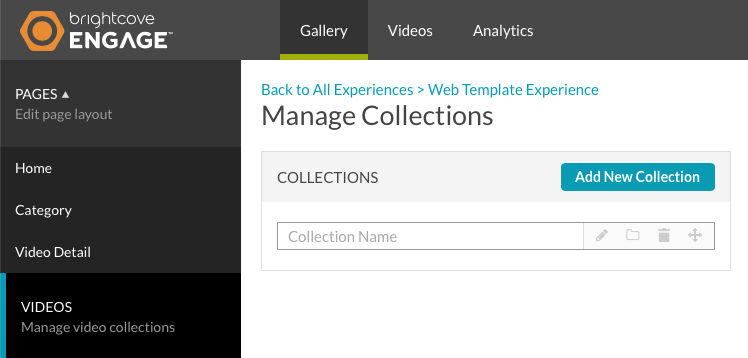 brightcove
ENGAGE™
Gallery Videos Analytics
PAGES
Edit page layout
Home
Category
Video Detail
VIDEOS
Manage video collections
Back to All Experiences > Web Template Experience
Manage Collections
COLLECTIONS
Add New Collection
Collection Name